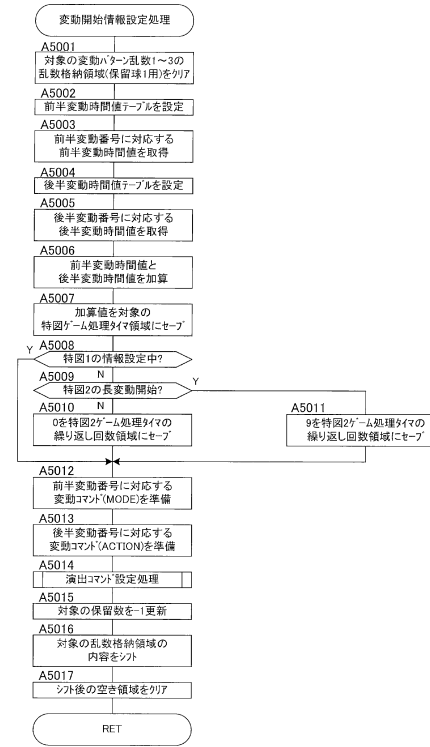 変動開始情報設定処理
A5001
対象の変動パターン乱数1～3の
乱数格納領域(保留球1用)をクリア
A5002
前半変動時間値テーブルを設定
A5003
前半変動番号に対応する
前半変動時間値を取得
A5004
後半変動時間値テーブルを設定
A5005
後半変動番号に対応する
後半変動時間値を取得
A5006
前半変動時間値と
後半変動時間値を加算
A5007
加算値を対象の
特図ゲーム処理タイマ領域にセーブ
A5008
Y
特図1の情報設定中?
N
A5009
特図2の長変動開始?
Y
N
A5010
0を特図2ゲーム処理タイマの
繰り返し回数領域にセーブ
A5011
9を特図2ゲーム処理タイマの
繰り返し回数領域にセーブ
A5012
前半変動番号に対応する
変動コマンド(MODE)を準備
A5013
後半変動番号に対応する
変動コマンド(ACTION)を準備
A5014
演出コマンド設定処理
A5015
対象の保留数を-1更新
A5016
対象の乱数格納領域の
内容をシフト
A5017
シフト後の空き領域をクリア
RET